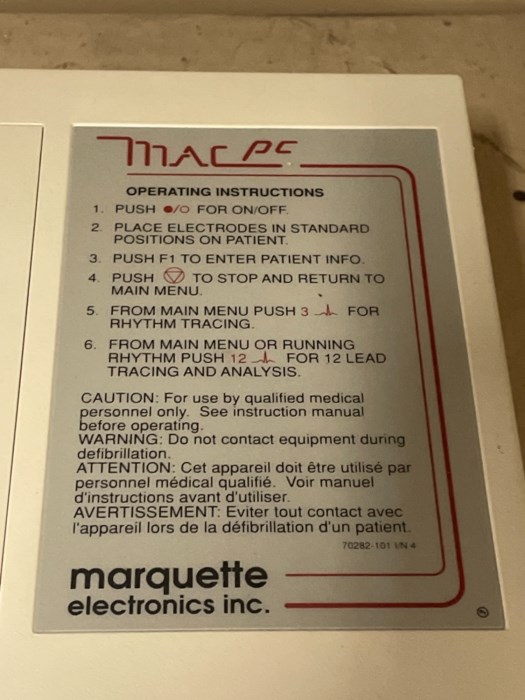 MAC PC
OPERATING INSTRUCTIONS
1. PUSH ●/○ FOR ON/OFF.
2. PLACE ELECTRODES IN STANDARD
POSITIONS ON PATIENT.
3. PUSH F1 TO ENTER PATIENT INFO.
4. PUSH TO STOP AND RETURN TO
MAIN MENU.
5. FROM MAIN MENU PUSH 3 FOR
RHYTHM TRACING.
6. FROM MAIN MENU OR RUNNING
RHYTHM PUSH 12 FOR 12 LEAD
TRACING AND ANALYSIS.
CAUTION: For use by qualified medical
personnel only. See instruction manual
before operating.
WARNING: Do not contact equipment during
defibrillation.
ATTENTION: Cet appareil doit être utilisé par
personnel médical qualifié. Voir manuel
d'instructions avant d'utiliser.
AVERTISSEMENT: Eviter tout contact avec
l'appareil lors de la défibrillation d'un patient.
70282-101
marquette
electronics inc.